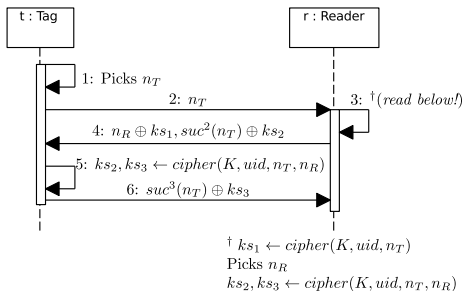 t : Tag
r : Reader
1: Picks n_T
2: n_T
3: †(read below!)
4: n_R ⊕ ks_1, suc^2(n_T) ⊕ ks_2
5: ks_2, ks_3 ← cipher(K, uid, n_T, n_R)
6: suc^3(n_T) ⊕ ks_3
† ks_1 ← cipher(K, uid, n_T)
Picks n_R
ks_2, ks_3 ← cipher(K, uid, n_T, n_R)